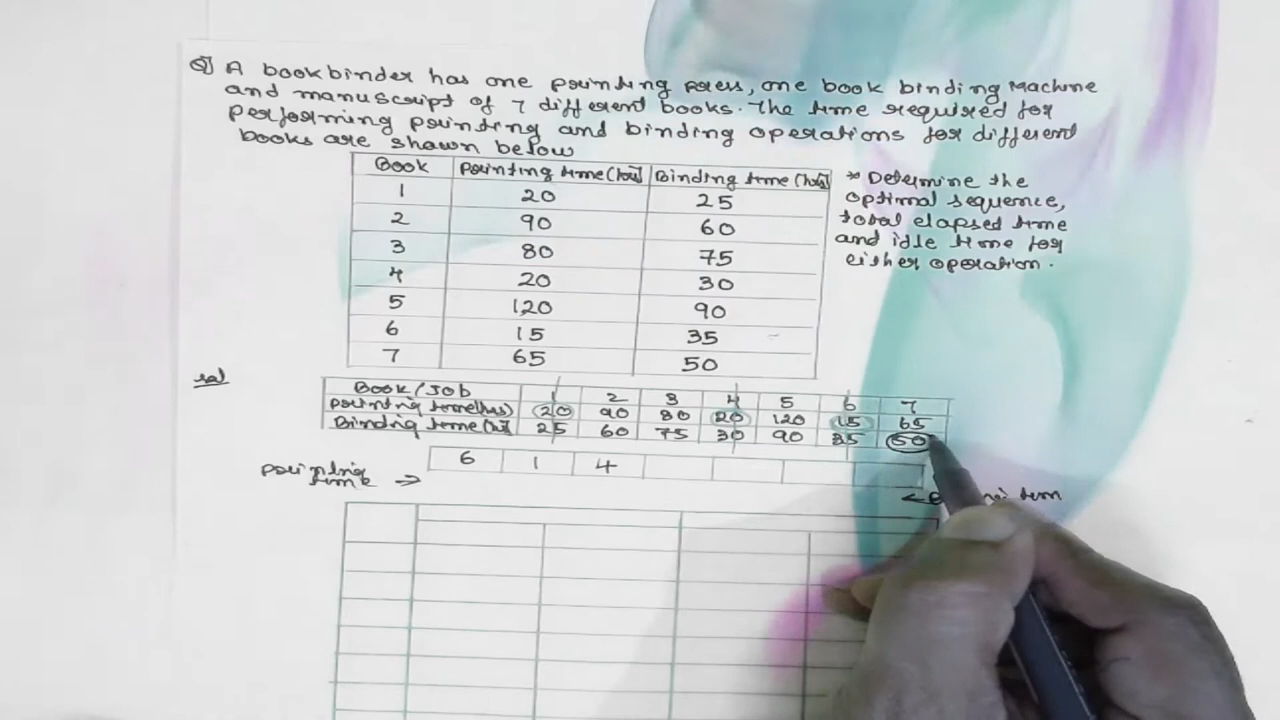 Q) A bookbinder has one printing press, one book binding Machine
and manuscript of 7 different books. The time required for
performing printing and binding operations for different
books are shown below
Book Printing time (hrs) Binding time (hrs)
1 20 25
2 90 60
3 80 75
4 20 30
5 120 90
6 15 35
7 65 50
* Determine the
optimal sequence,
total elapsed time
and idle time for
either operation.
sol
Book / Job 1 2 3 4 5 6 7
printing time (hrs) 20 90 80 20 120 15 65
Binding time (hrs) 25 60 75 30 90 35 50
printing
time →
6 1 4